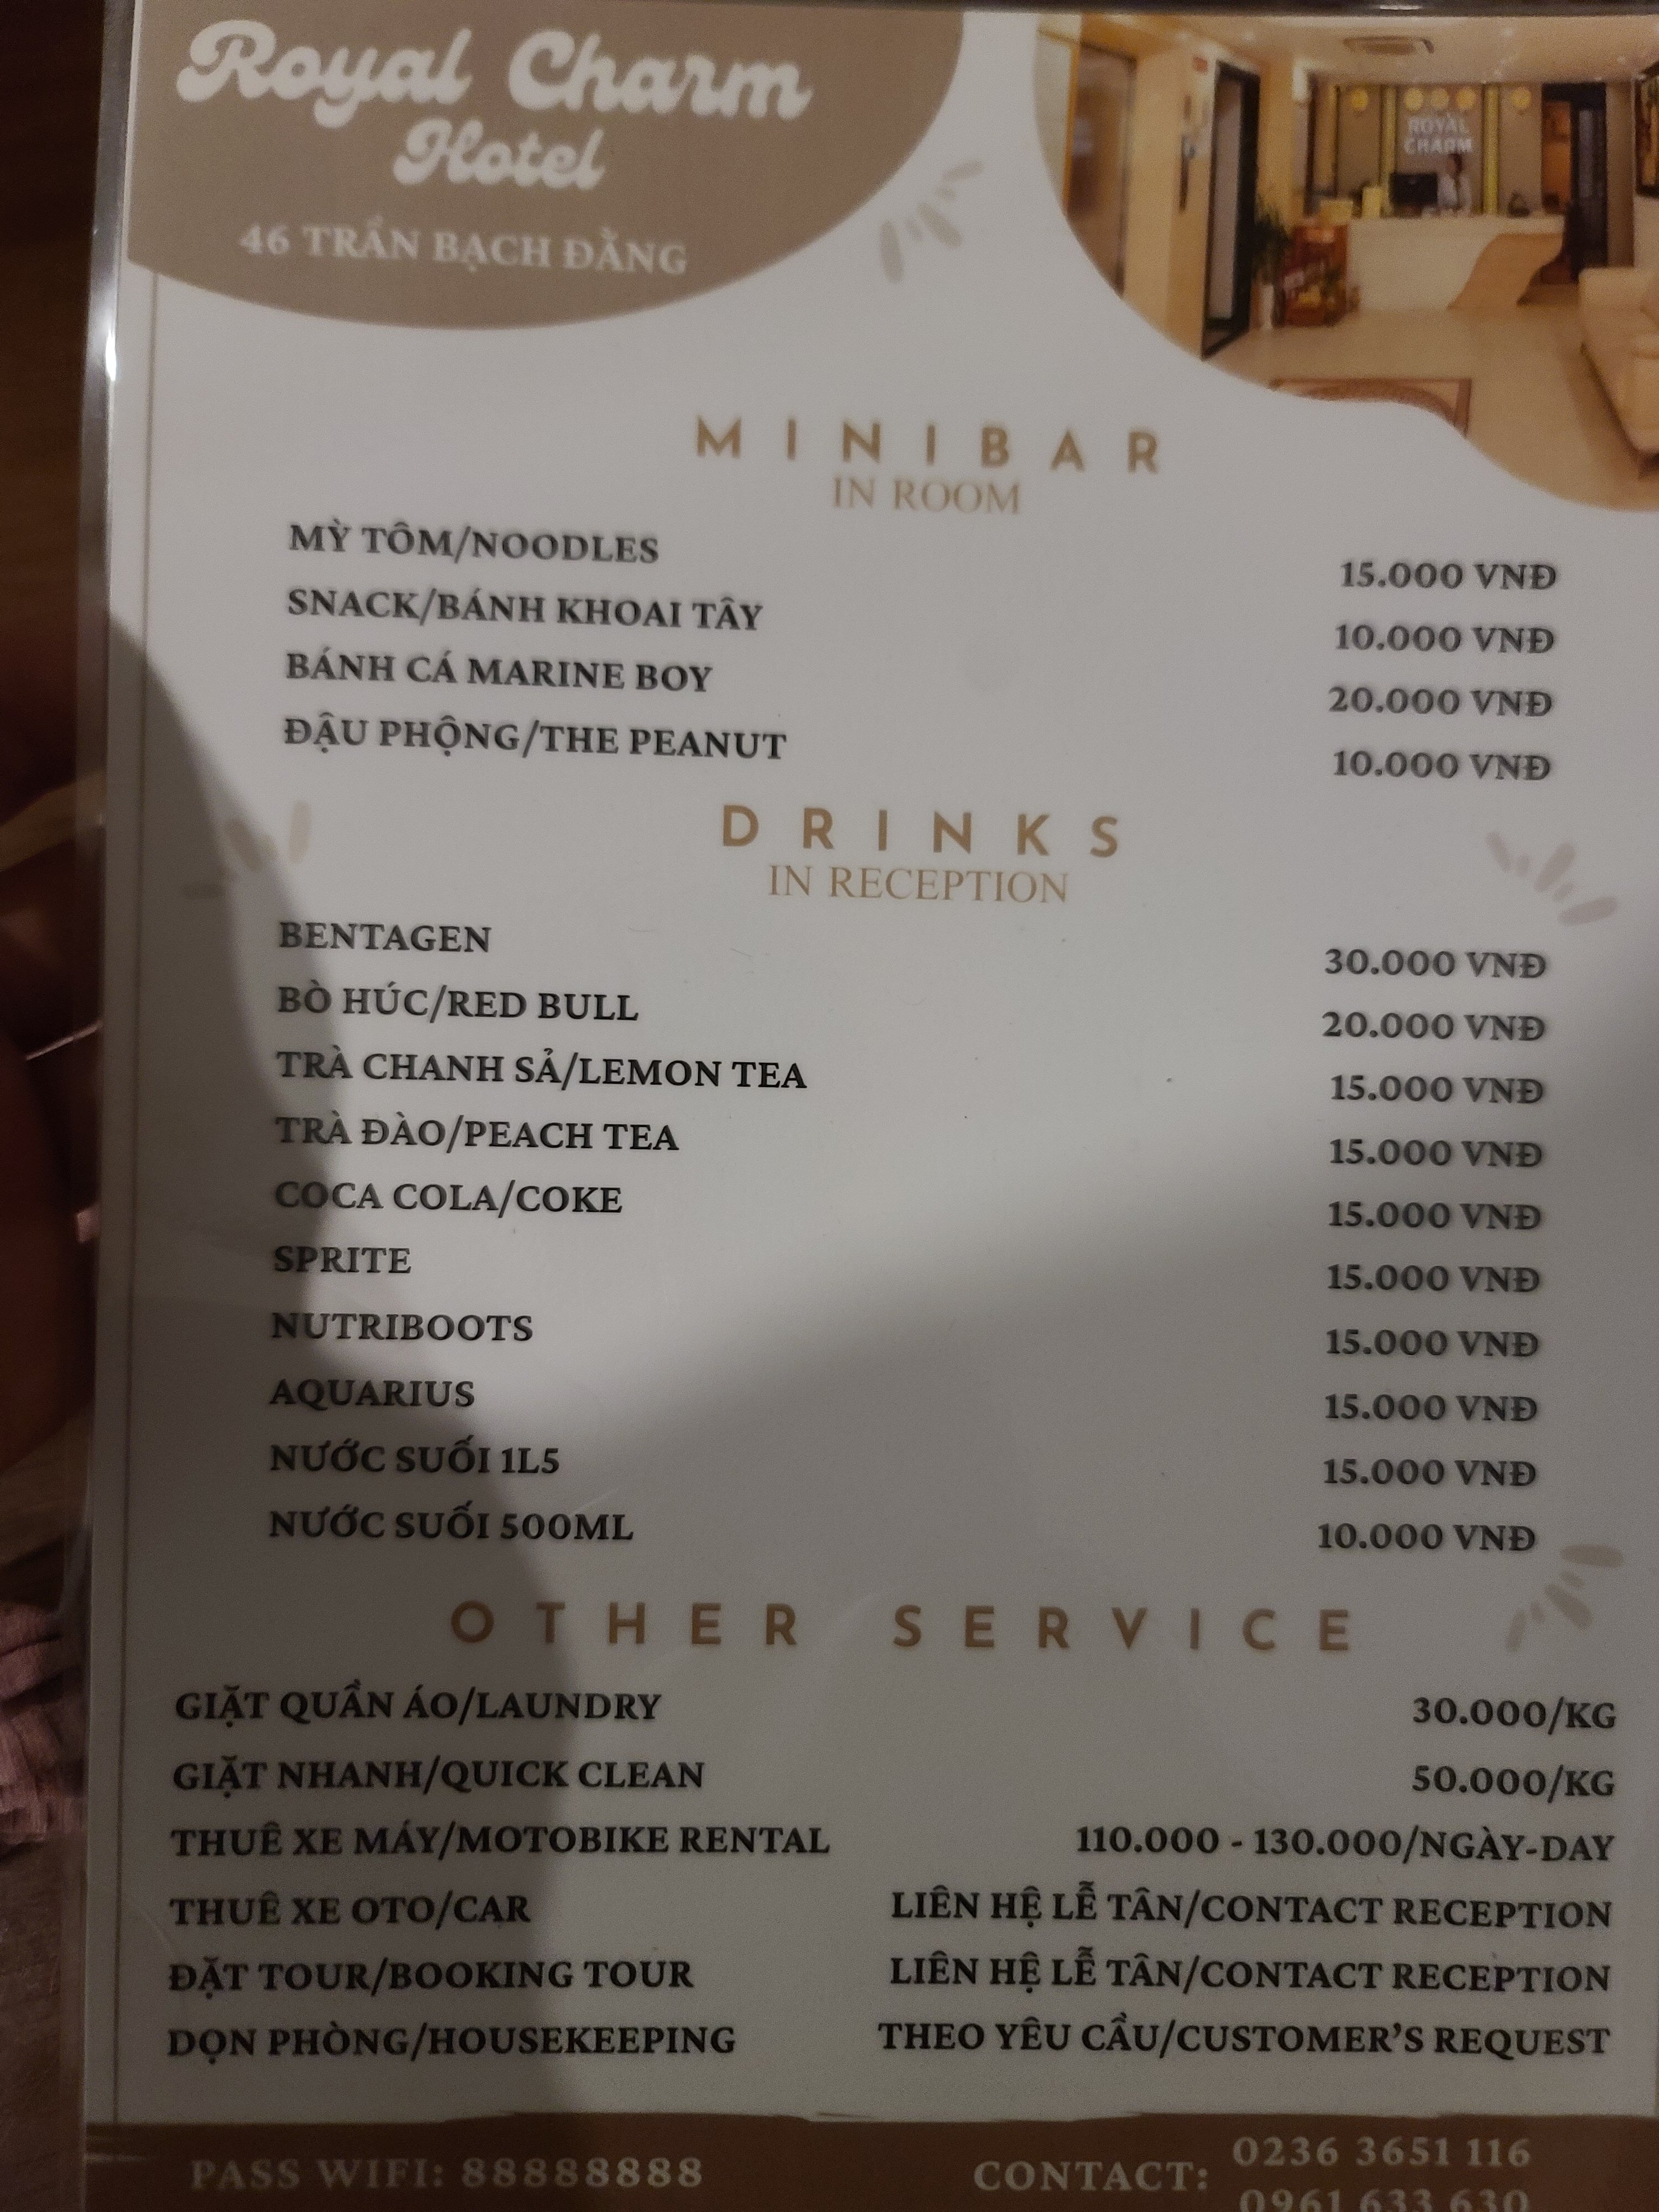 Royal Charm
Hotel
46 TRẦN BẠCH ĐẰNG
ROYAL
CHARM
MINIBAR
IN ROOM
MỲ TÔM/NOODLES 15.000 VNĐ
SNACK/BÁNH KHOAI TÂY 10.000 VNĐ
BÁNH CÁ MARINE BOY 20.000 VNĐ
ĐẬU PHỘNG/THE PEANUT 10.000 VNĐ
DRINKS
IN RECEPTION
BENTAGEN 30.000 VNĐ
BÒ HÚC/RED BULL 20.000 VNĐ
TRÀ CHANH SẢ/LEMON TEA 15.000 VNĐ
TRÀ ĐÀO/PEACH TEA 15.000 VNĐ
COCA COLA/COKE 15.000 VNĐ
SPRITE 15.000 VNĐ
NUTRIBOOTS 15.000 VNĐ
AQUARIUS 15.000 VNĐ
NƯỚC SUỐI 1L5 15.000 VNĐ
NƯỚC SUỐI 500ML 10.000 VNĐ
OTHER SERVICE
GIẶT QUẦN ÁO/LAUNDRY 30.000/KG
GIẶT NHANH/QUICK CLEAN 50.000/KG
THUÊ XE MÁY/MOTOBIKE RENTAL 110.000 - 130.000/NGÀY-DAY
THUÊ XE OTO/CAR LIÊN HỆ LỄ TÂN/CONTACT RECEPTION
ĐẶT TOUR/BOOKING TOUR LIÊN HỆ LỄ TÂN/CONTACT RECEPTION
DỌN PHÒNG/HOUSEKEEPING THEO YÊU CẦU/CUSTOMER'S REQUEST
PASS WIFI: 88888888 CONTACT: 0236 3651 116
0961 633 630